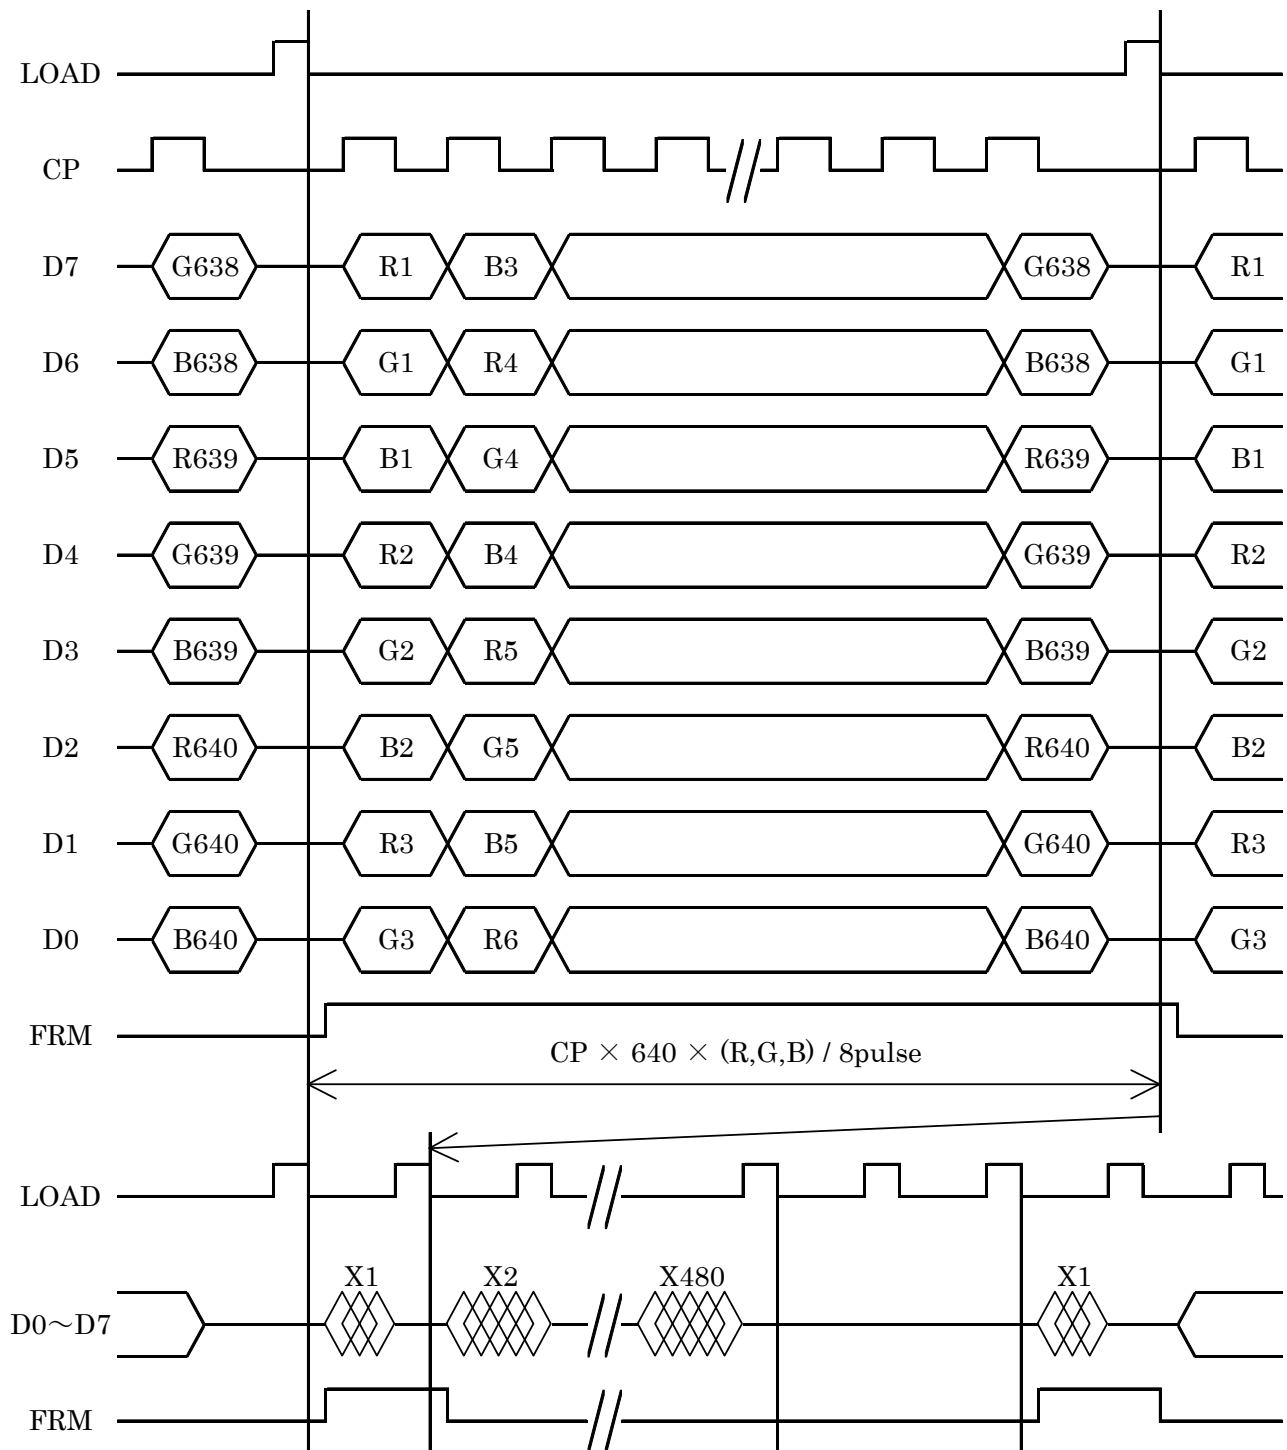 LOAD
CP
D7 G638 R1 B3 G638 R1
D6 B638 G1 R4 B638 G1
D5 R639 B1 G4 R639 B1
D4 G639 R2 B4 G639 R2
D3 B639 G2 R5 B639 G2
D2 R640 B2 G5 R640 B2
D1 G640 R3 B5 G640 R3
D0 B640 G3 R6 B640 G3
FRM
CP × 640 × (R,G,B) / 8pulse
LOAD
X1 X2 X480 X1
D0～D7
FRM